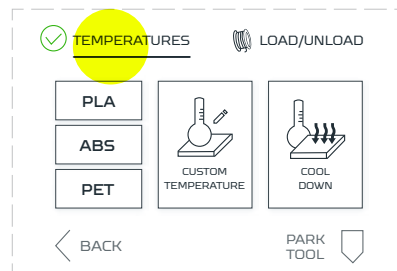 TEMPERATURES
LOAD/UNLOAD
PLA
ABS
PET
CUSTOM
TEMPERATURE
COOL
DOWN
BACK
PARK
TOOL